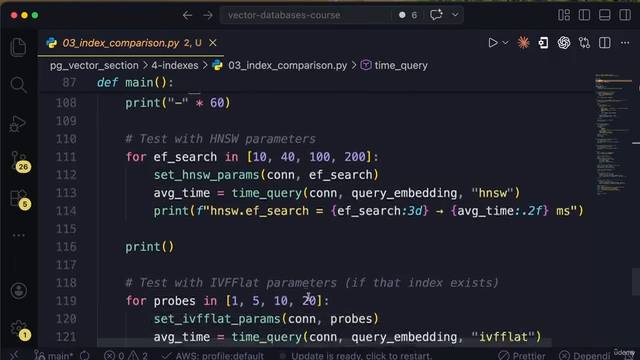 vector-databases-course
6
03_index_comparison.py 2, U
pg_vector_section > 4-indexes > 03_index_comparison.py > time_query
87 def main():
108 print("-" * 60)
109
110 # Test with HNSW parameters
111 for ef_search in [10, 40, 100, 200]:
112 set_hnsw_params(conn, ef_search)
113 avg_time = time_query(conn, query_embedding, "hnsw")
114 print(f"hnsw.ef_search = {ef_search:3d} → {avg_time:.2f} ms")
115
116 print()
117
118 # Test with IVFFlat parameters (if that index exists)
119 for probes in [1, 5, 10, 20]:
120 set_ivfflat_params(conn, probes)
121 avg_time = time_query(conn, query_embedding, "ivfflat")
26
5
main* 0 2 AWS: profile:default Update is ready, click to restart. Prettier Dependi
Udemy